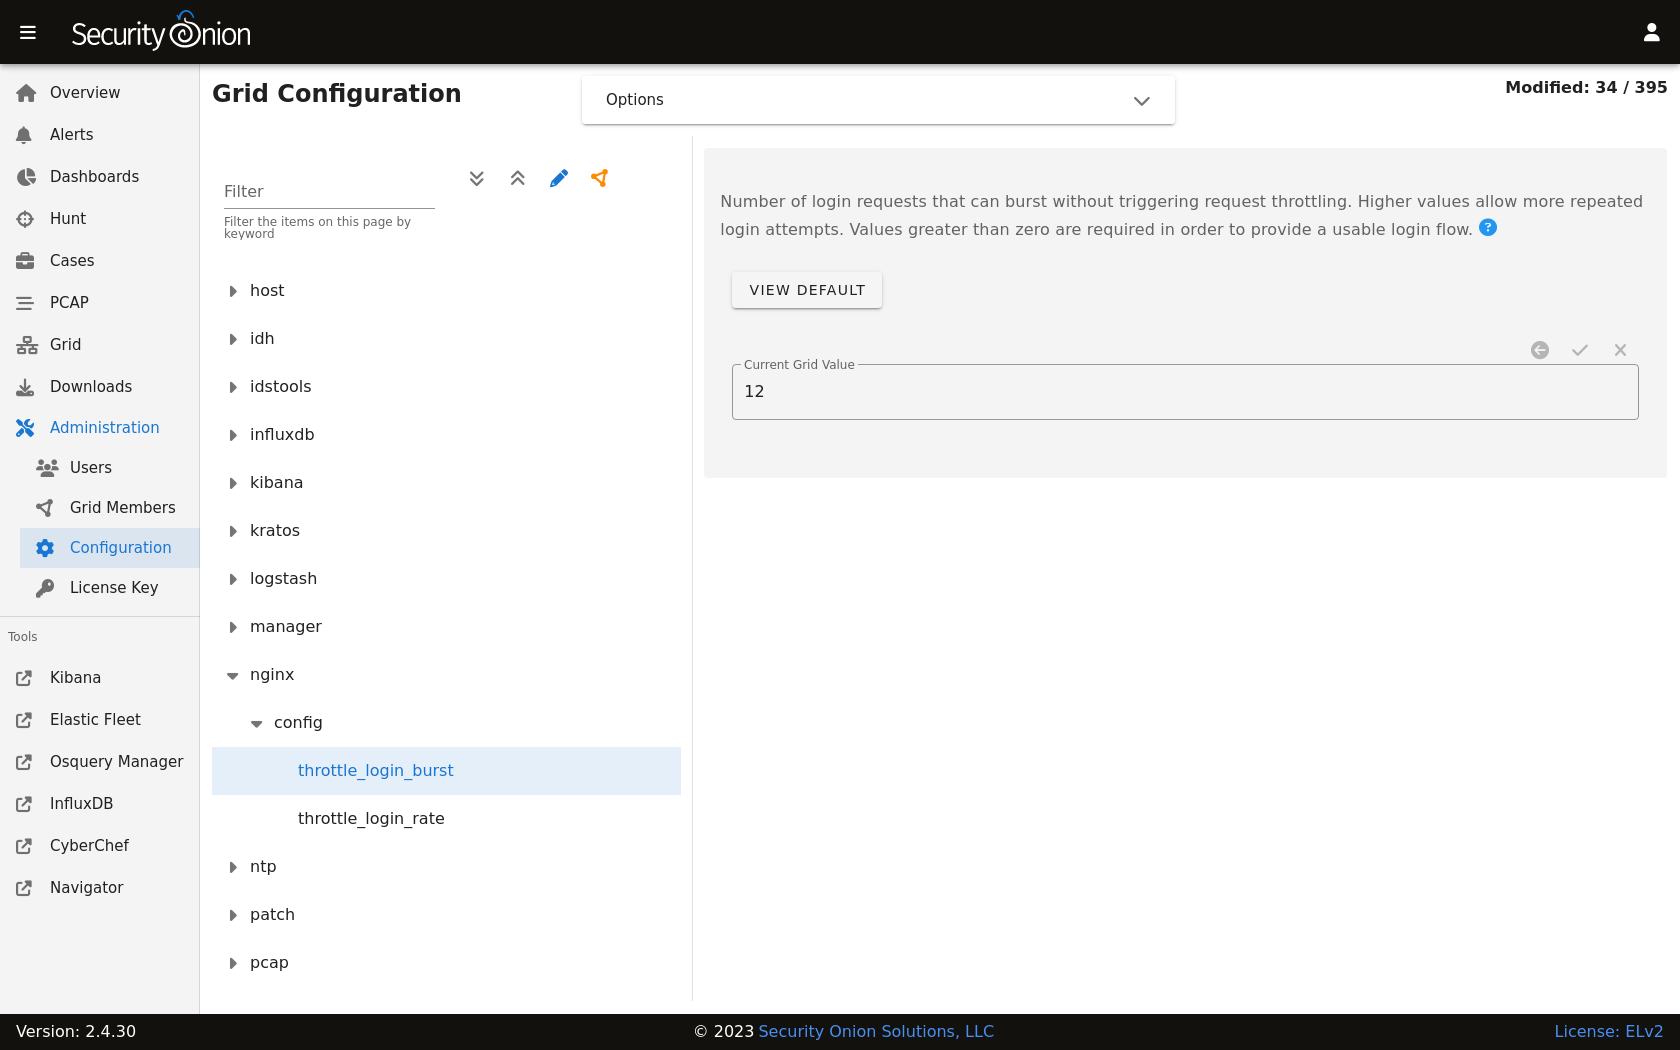 Security Onion
Overview
Alerts
Dashboards
Hunt
Cases
PCAP
Grid
Downloads
Administration
Users
Grid Members
Configuration
License Key
Tools
Kibana
Elastic Fleet
Osquery Manager
InfluxDB
CyberChef
Navigator
Grid Configuration
Options
Modified: 34 / 395
Filter
Filter the items on this page by
keyword
host
idh
idstools
influxdb
kibana
kratos
logstash
manager
nginx
config
throttle_login_burst
throttle_login_rate
ntp
patch
pcap
Number of login requests that can burst without triggering request throttling. Higher values allow more repeated
login attempts. Values greater than zero are required in order to provide a usable login flow. ?
VIEW DEFAULT
Current Grid Value
12
Version: 2.4.30
© 2023 Security Onion Solutions, LLC
License: ELv2